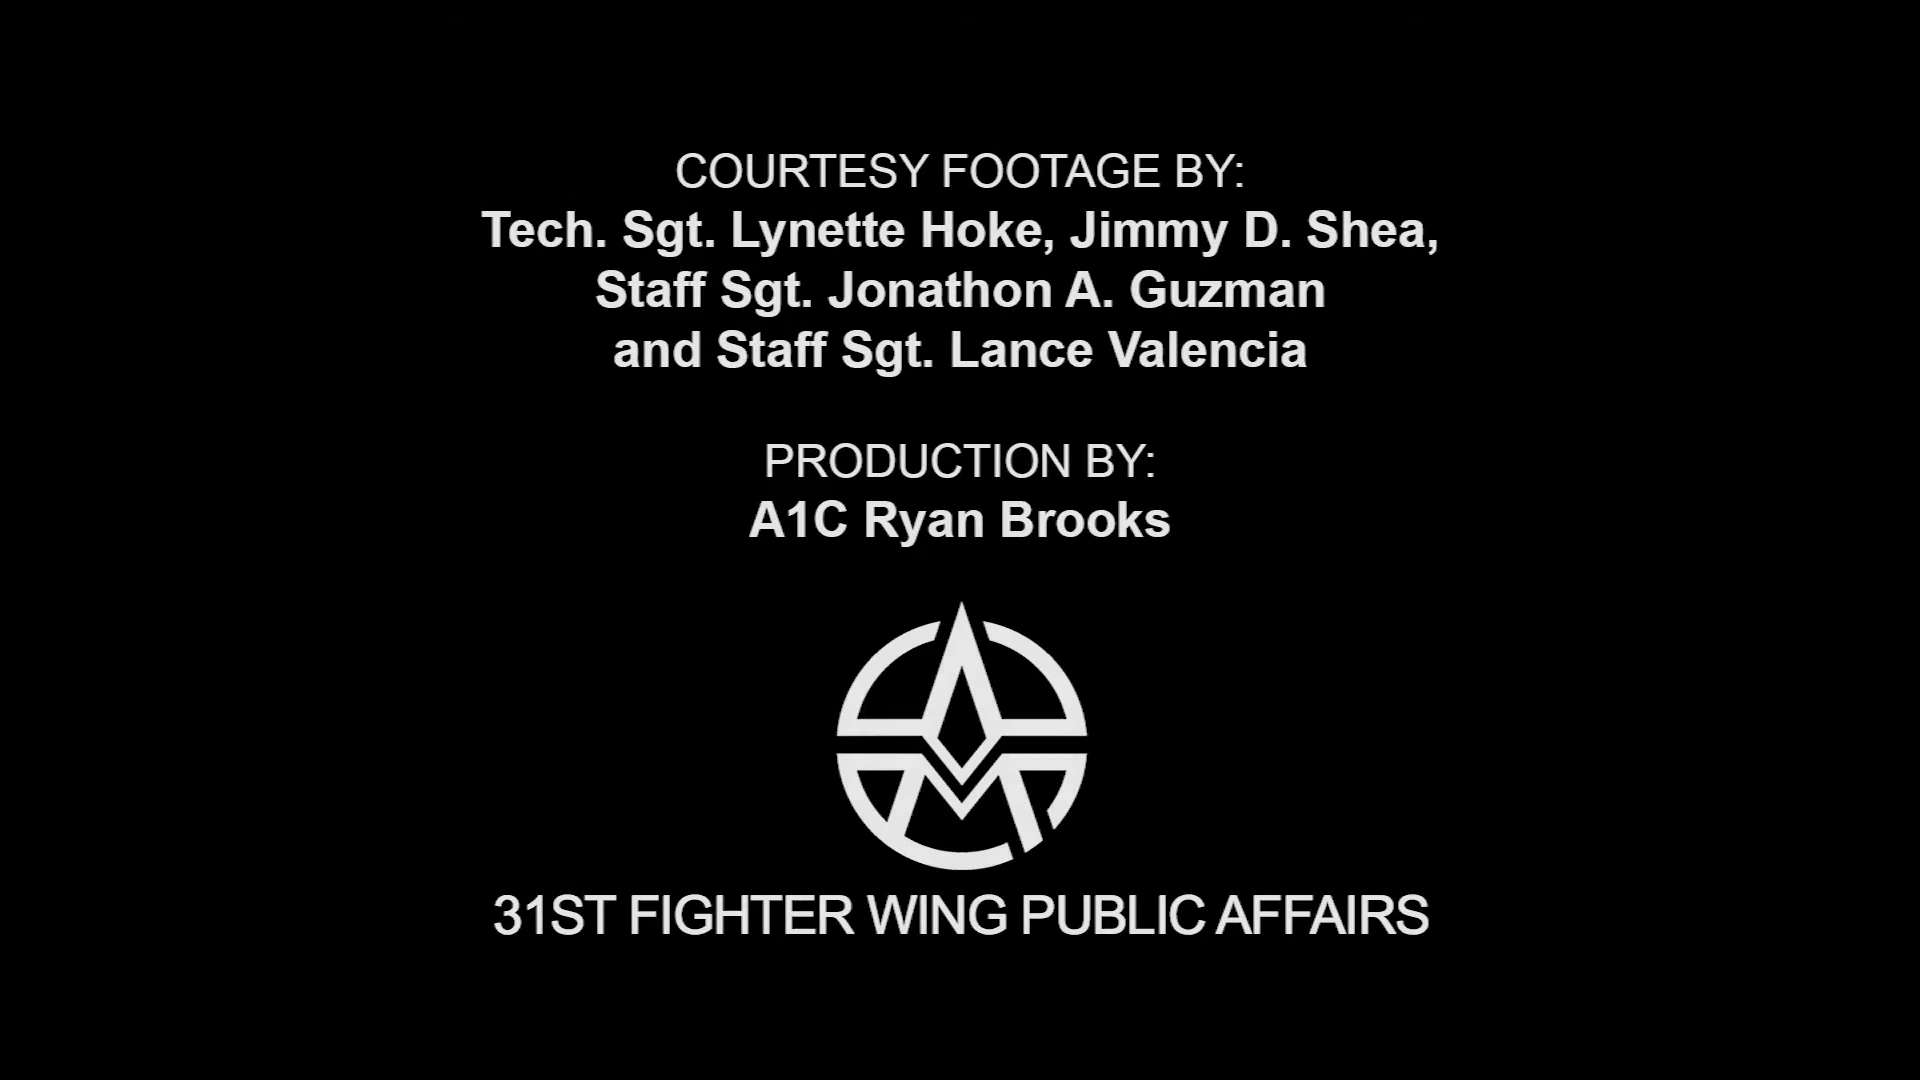 COURTESY FOOTAGE BY:
Tech. Sgt. Lynette Hoke, Jimmy D. Shea,
Staff Sgt. Jonathon A. Guzman
and Staff Sgt. Lance Valencia
PRODUCTION BY:
A1C Ryan Brooks
31ST FIGHTER WING PUBLIC AFFAIRS